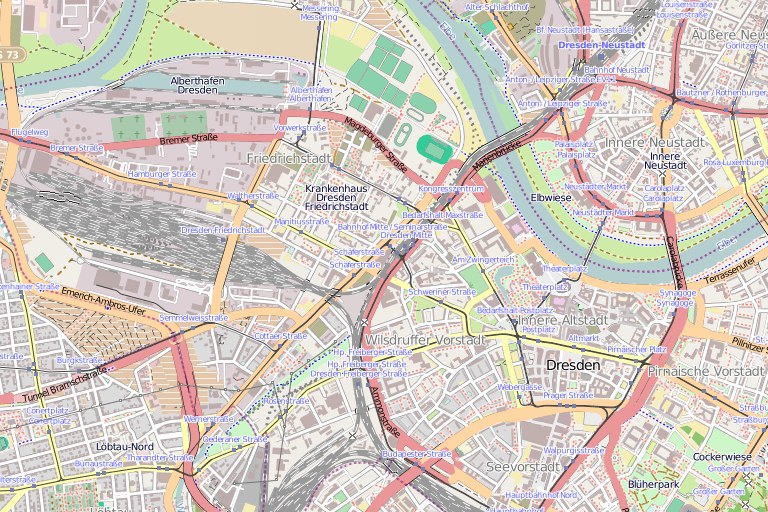 Messering
Messering
Alter Schlachthof
Louisenstraße
Louisenstraße
Elbe
Bf. Neustadt (Hansastraße)
Dresden-Neustadt
Äußere Neus
Görlitzer S
S 73
Bahnhof Neustadt
Anton-/Leipziger Straße
Alberthafen
Dresden
Alberthafen
Alberthafen
Bautzner / Rothenburger
Anton-/Leipziger Straße
Flügelweg
Bremer Straße
Bremer Straße
Vorwerkstraße
Magdeburger Straße
Marienbrücke
Palaisplatz
Palaisplatz
Innere Neustadt
Innere
Neustadt
Friedrichstadt
Rosa-Luxemburg
Hamburger Straße
Krankenhaus
Dresden
Friedrichstadt
Kongresszentrum
Neustädter Markt
Neustädter Markt
Carolaplatz
Carolaplatz
Waltherstraße
Elbwiese
Manitiusstraße
Bedarfshalt Maxstraße
Bahnhof Mitte / Seminarstraße
Dresden Mitte
Dresden-Friedrichstadt
Elbe
Carolabrücke
Schäferstraße
Schäferstraße
Am Zwingerteich
Theaterplatz
Theaterplatz
Terrassenufer
Synagoge
Synagoge
Schweriner Straße
Emerich-Ambros-Ufer
Semmelweisstraße
Bedarfshalt Postplatz
Postplatz
Innere Altstadt
Cottaer Straße
Wilsdruffer Vorstadt
Altmarkt
Pirnaischer Platz
Pillnitzer S
Hp. Freiberger Straße
Hp. Freiberger Straße
Dresden Freiberger Straße
Burgkstraße
Dresden
Pirnaische Vorstadt
Tunnel Bramschstraße
Webergasse
Prager Straße
Rosenstraße
Ammonstraße
Conertplatz
Conertplatz
Wernerstraße
Oederaner Straße
Löbtau-Nord
Tharandter Straße
Bünaustraße
Budapester Straße
Walpurgisstraße
Seevorstadt
Cockerwiese
Großer Garten
Blüherpark
Großer Garten
Hauptbahnhof Nord
Hauptbahnhof
Löbtau